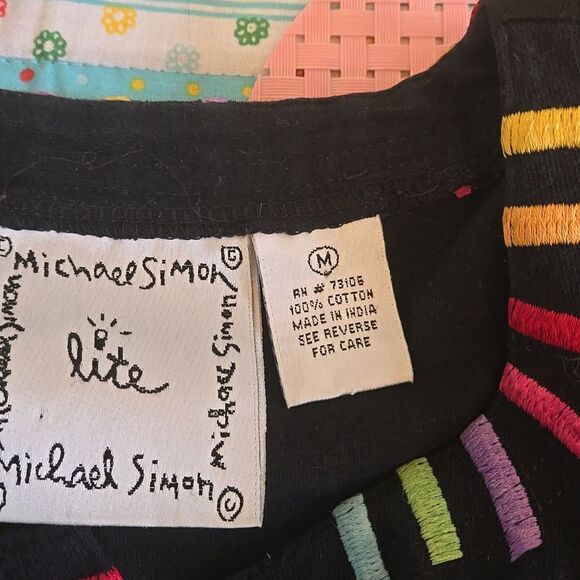 © Michael Simon ©
Michael Simon
lite
Michael Simon
Michael Simon ©
M
RN # 73106
100% COTTON
MADE IN INDIA
SEE REVERSE
FOR CARE